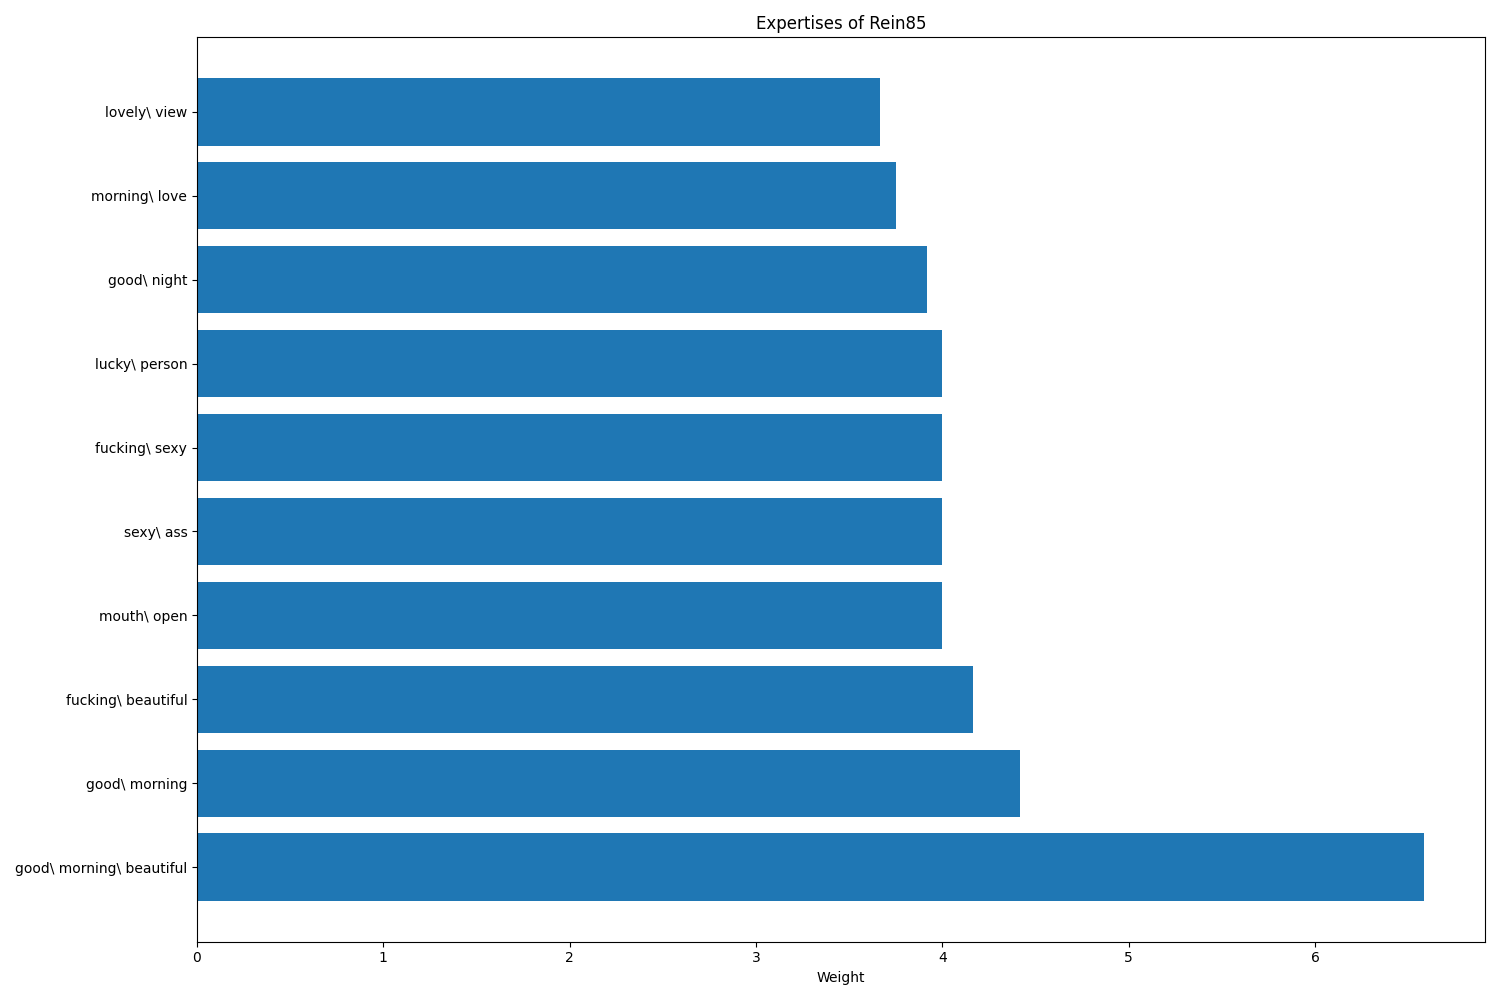 Expertises of Rein85
lovely\ view
morning\ love
good\ night
lucky\ person
fucking\ sexy
sexy\ ass
mouth\ open
fucking\ beautiful
good\ morning
good\ morning\ beautiful
0 1 2 3 4 5 6
Weight